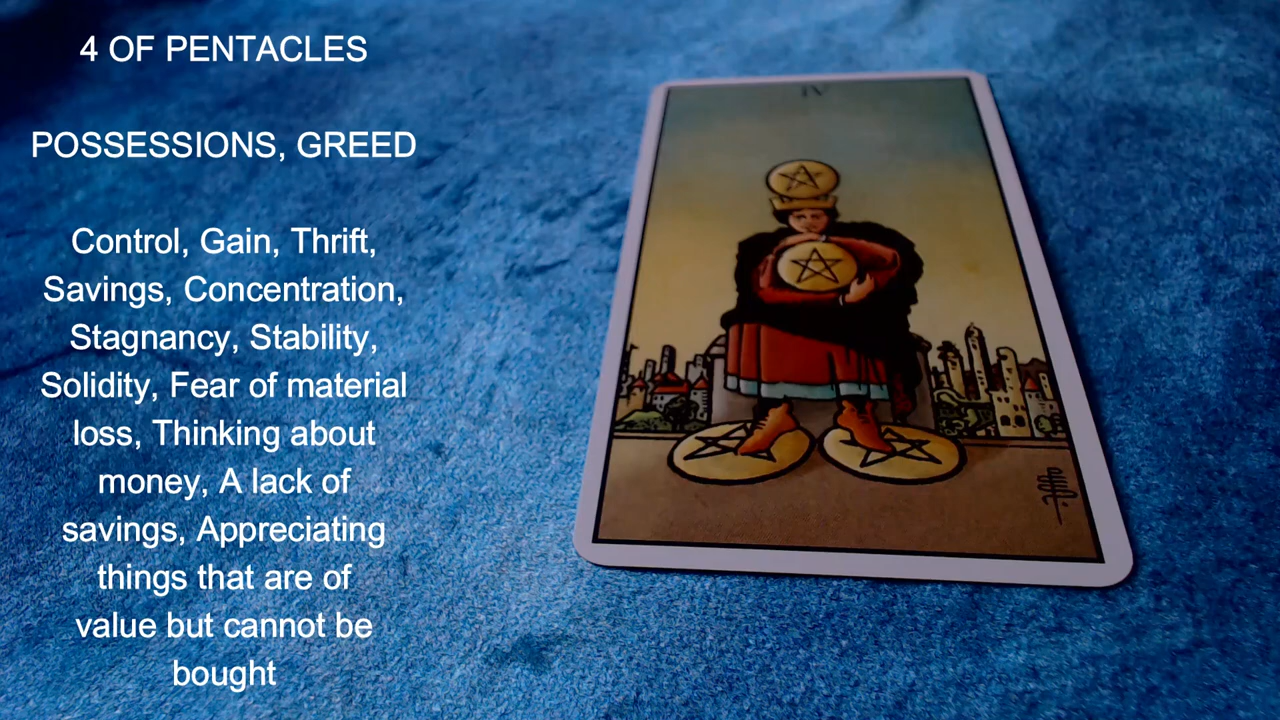 4 OF PENTACLES
POSSESSIONS, GREED
Control, Gain, Thrift,
Savings, Concentration,
Stagnancy, Stability,
Solidity, Fear of material
loss, Thinking about
money, A lack of
savings, Appreciating
things that are of
value but cannot be
bought
IV